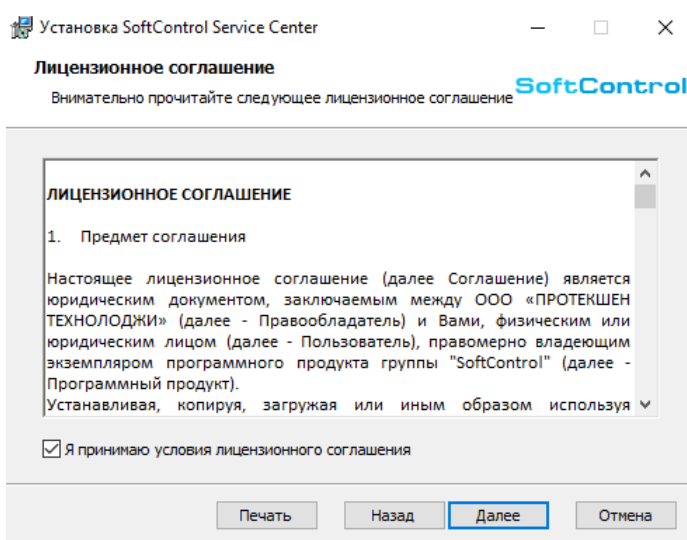 Установка SoftControl Service Center
Лицензионное соглашение
Внимательно прочитайте следующее лицензионное соглашение
SoftControl
ЛИЦЕНЗИОННОЕ СОГЛАШЕНИЕ
1. Предмет соглашения
Настоящее лицензионное соглашение (далее Соглашение) является
юридическим документом, заключаемым между ООО «ПРОТЕКШЕН
ТЕХНОЛОДЖИ» (далее - Правообладатель) и Вами, физическим или
юридическим лицом (далее - Пользователь), правомерно владеющим
экземпляром программного продукта группы "SoftControl" (далее -
Программный продукт).
Устанавливая, копируя, загружая или иным образом используя
Я принимаю условия лицензионного соглашения
Печать Назад Далее Отмена